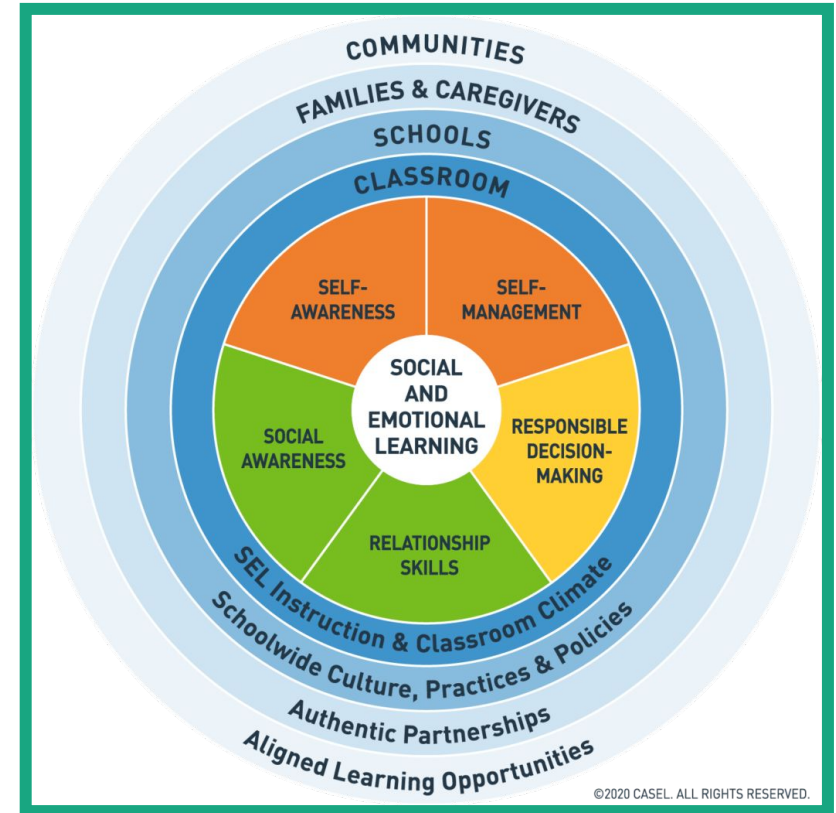 COMMUNITIES
FAMILIES & CAREGIVERS
SCHOOLS
CLASSROOM
SELF-
AWARENESS
SELF-
MANAGEMENT
SOCIAL
AND
EMOTIONAL
LEARNING
SOCIAL
AWARENESS
RESPONSIBLE
DECISION-
MAKING
RELATIONSHIP
SKILLS
SEL Instruction & Classroom Climate
Schoolwide Culture, Practices & Policies
Authentic Partnerships
Aligned Learning Opportunities
©2020 CASEL. ALL RIGHTS RESERVED.